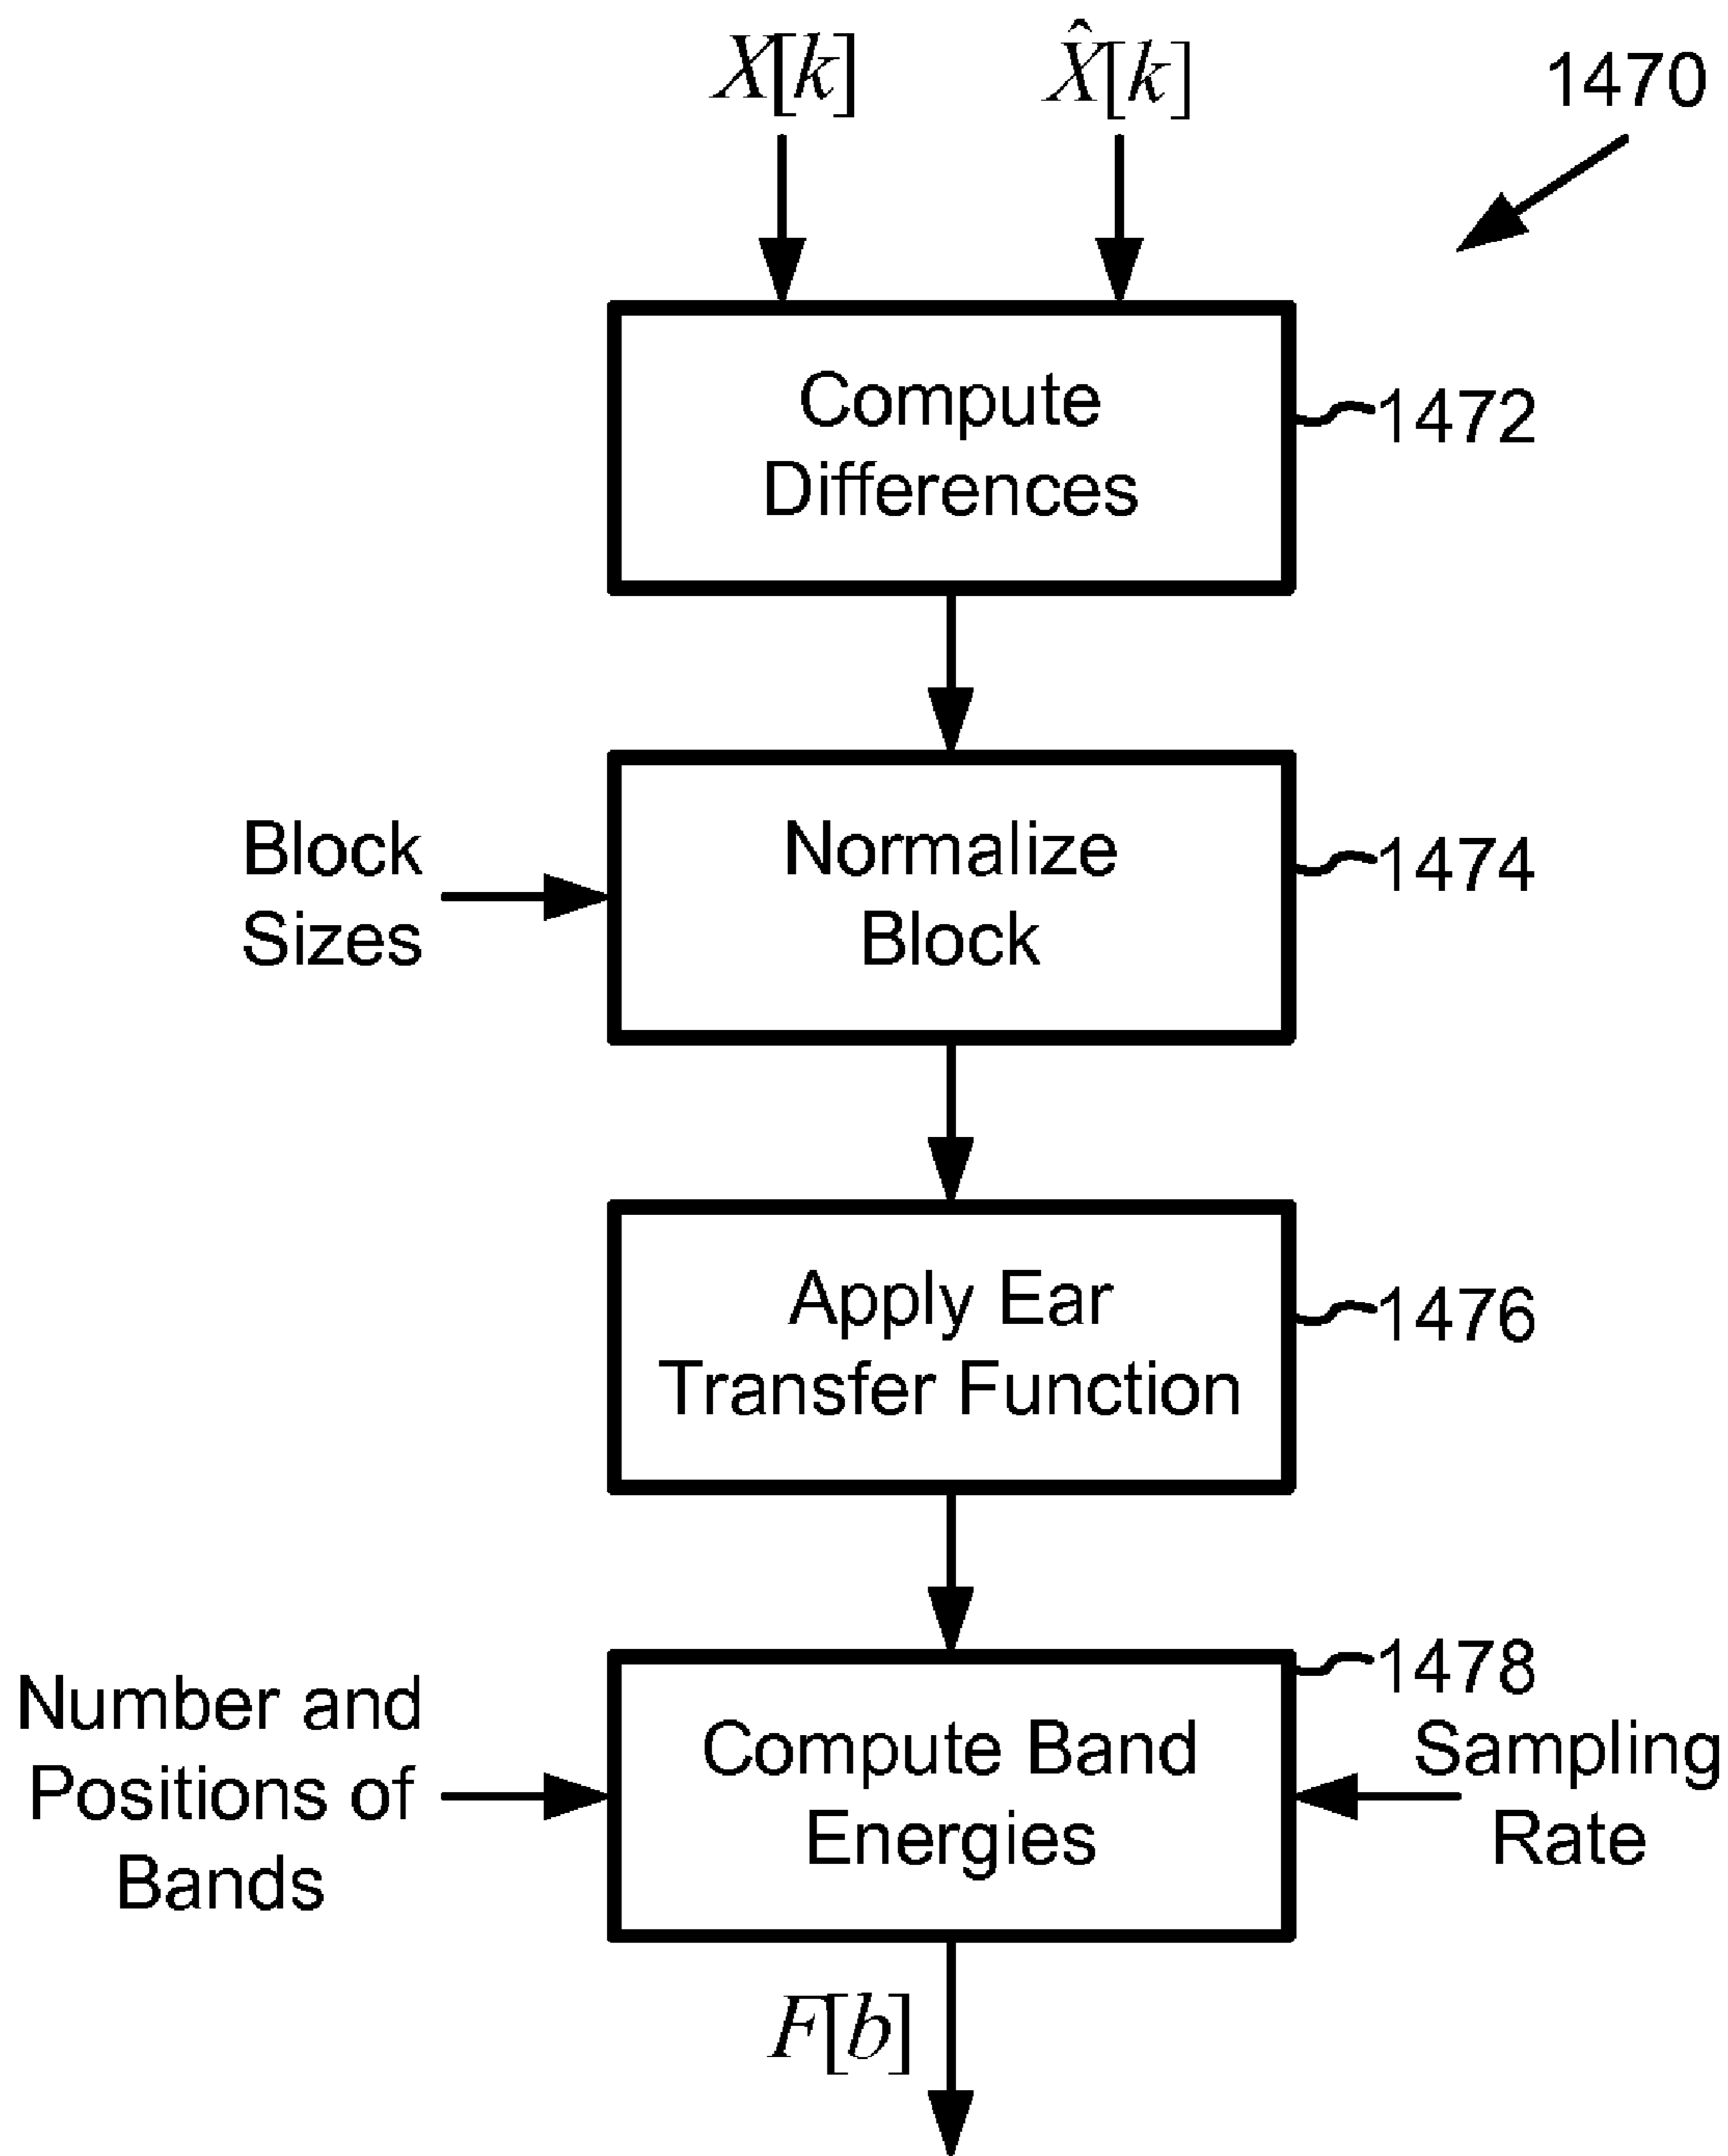 X[k]
X̂[k]
1470
Compute
Differences
1472
Block
Sizes
Normalize
Block
1474
Apply Ear
Transfer Function
1476
Number and
Positions of
Bands
Compute Band
Energies
1478
Sampling
Rate
F[b]